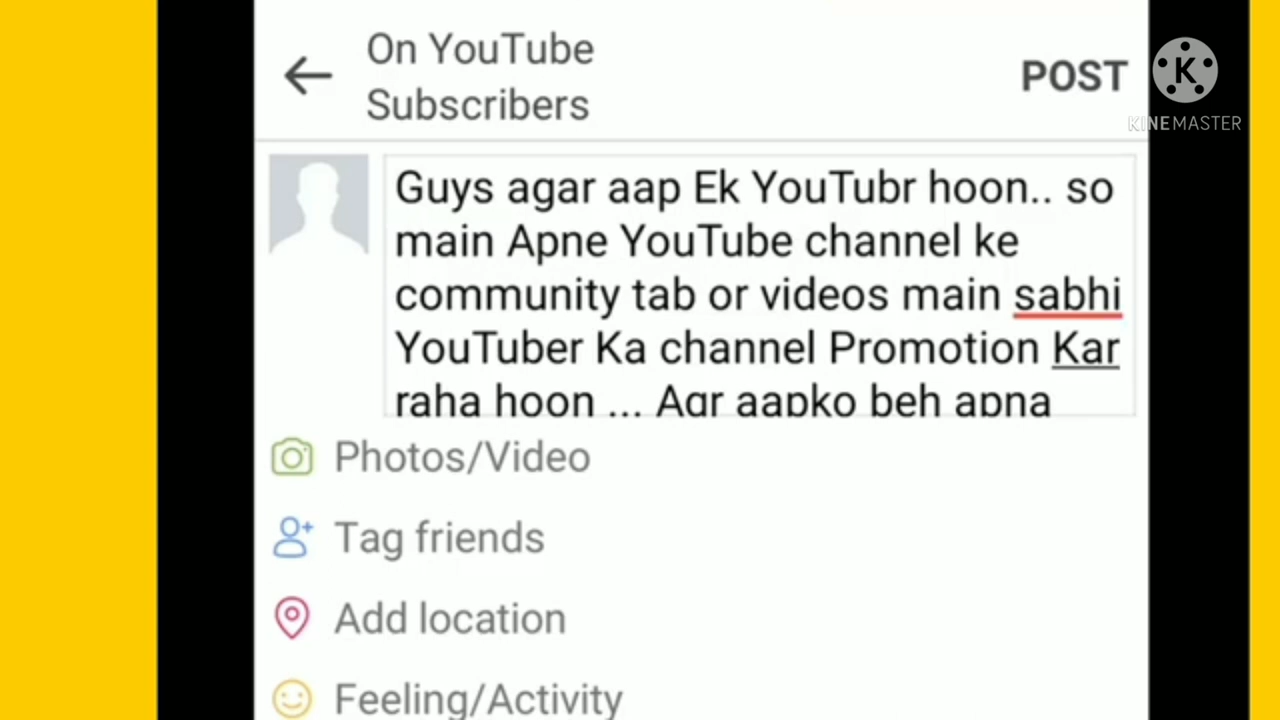 On YouTube
Subscribers
POST
K
KINEMASTER
Guys agar aap Ek YouTubr hoon.. so
main Apne YouTube channel ke
community tab or videos main sabhi
YouTuber Ka channel Promotion Kar
raha hoon ... Agr aapko beh apna
Photos/Video
Tag friends
Add location
Feeling/Activity